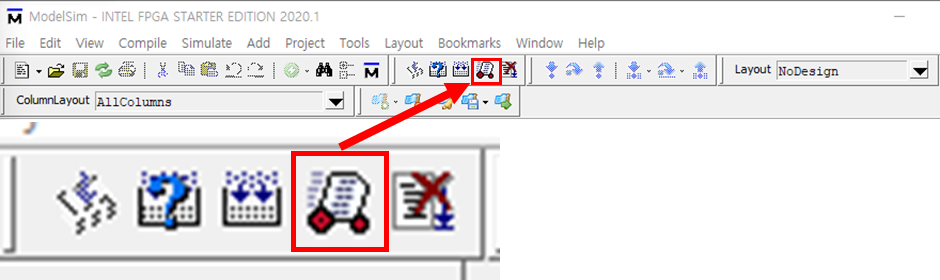 ModelSim - INTEL FPGA STARTER EDITION 2020.1
File Edit View Compile Simulate Add Project Tools Layout Bookmarks Window Help
Layout NoDesign
ColumnLayout AllColumns